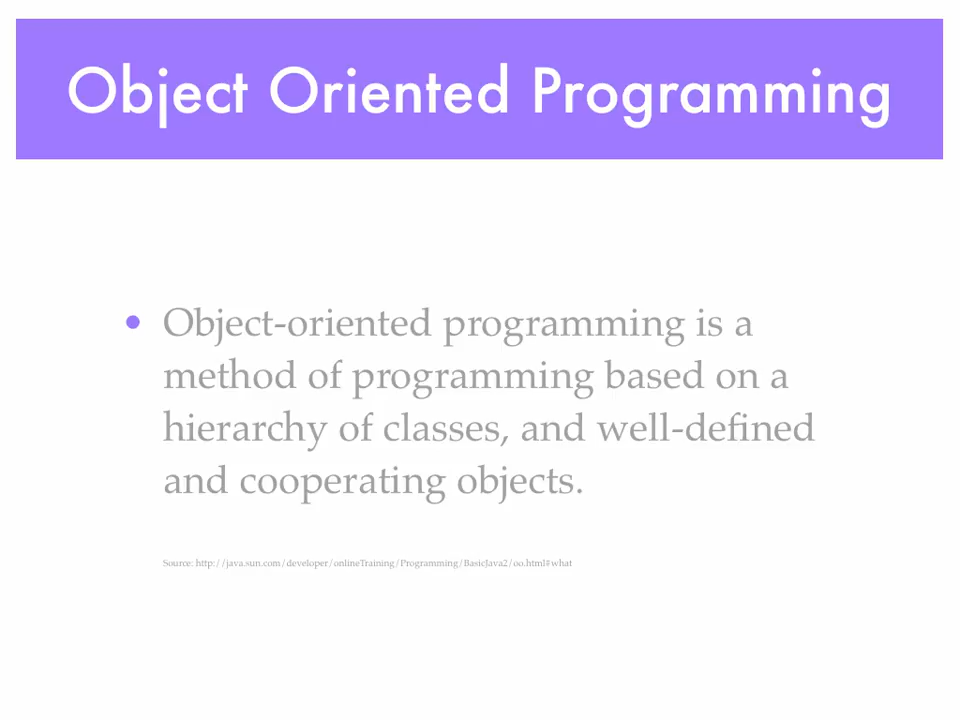 Object Oriented Programming
• Object-oriented programming is a
method of programming based on a
hierarchy of classes, and well-defined
and cooperating objects.
Source: http://java.sun.com/developer/onlineTraining/Programming/BasicJava2/oo.html#what